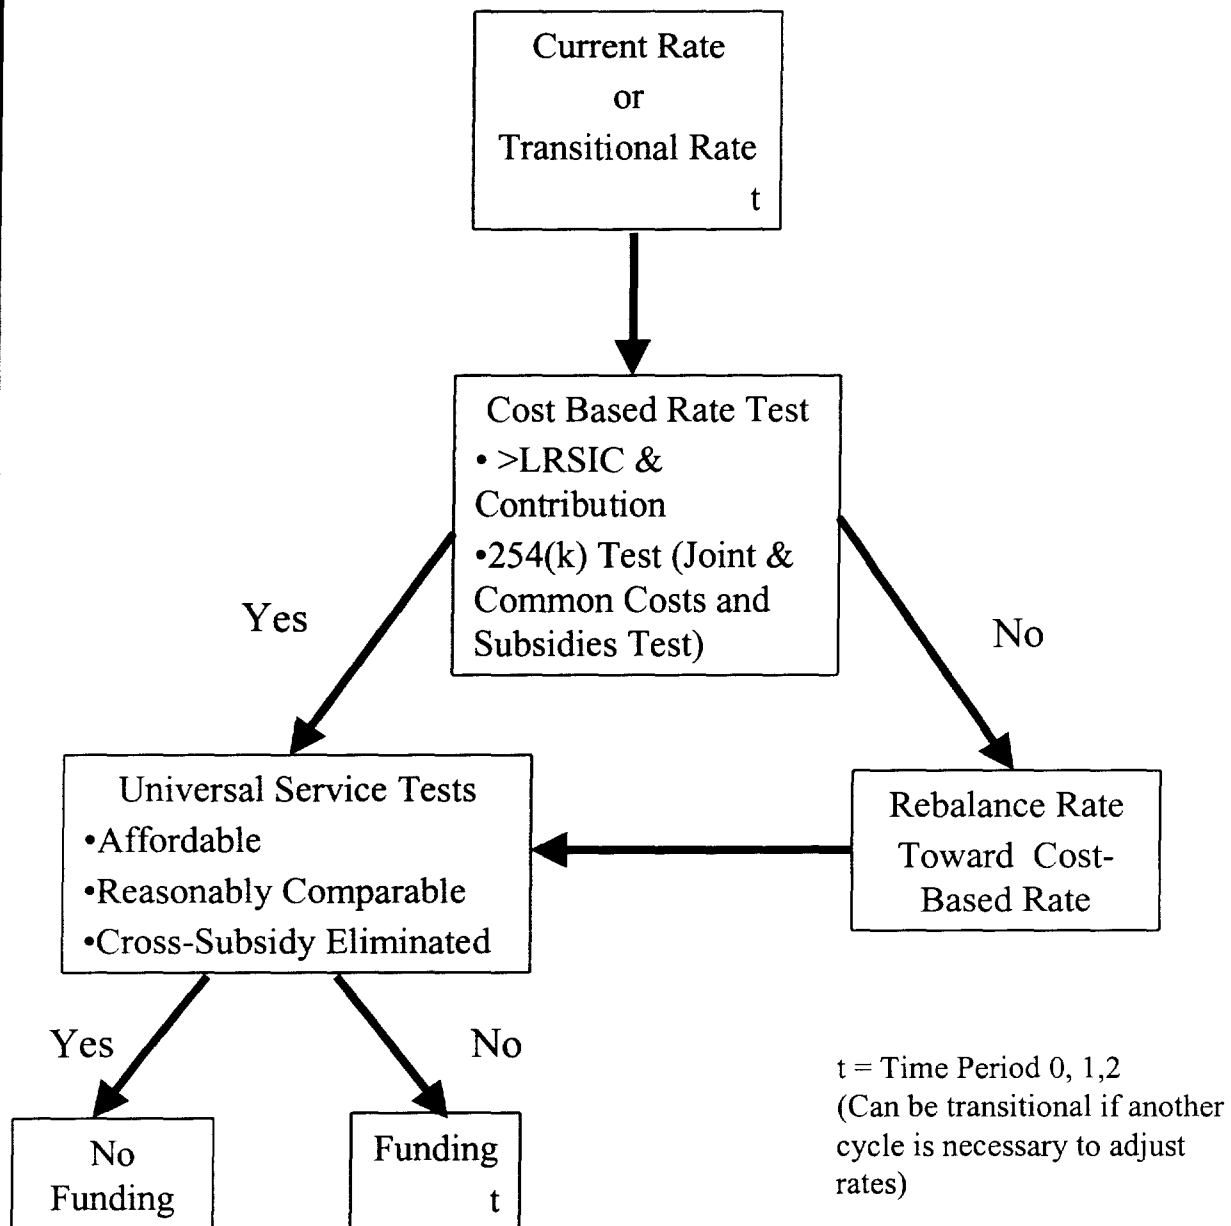 Current Rate
or
Transitional Rate
t
Cost Based Rate Test
• >LRSIC &
Contribution
•254(k) Test (Joint &
Common Costs and
Subsidies Test)
Yes
No
Universal Service Tests
•Affordable
•Reasonably Comparable
•Cross-Subsidy Eliminated
Rebalance Rate
Toward Cost-
Based Rate
Yes
No
No
Funding
Funding
t
t = Time Period 0, 1,2
(Can be transitional if another
cycle is necessary to adjust
rates)